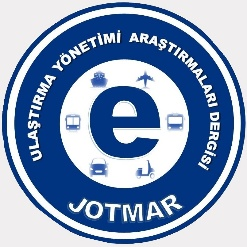 ULAŞTIRMA YÖNETİMİ ARAŞTIRMALARI DERGİSİ
e
JOTMAR